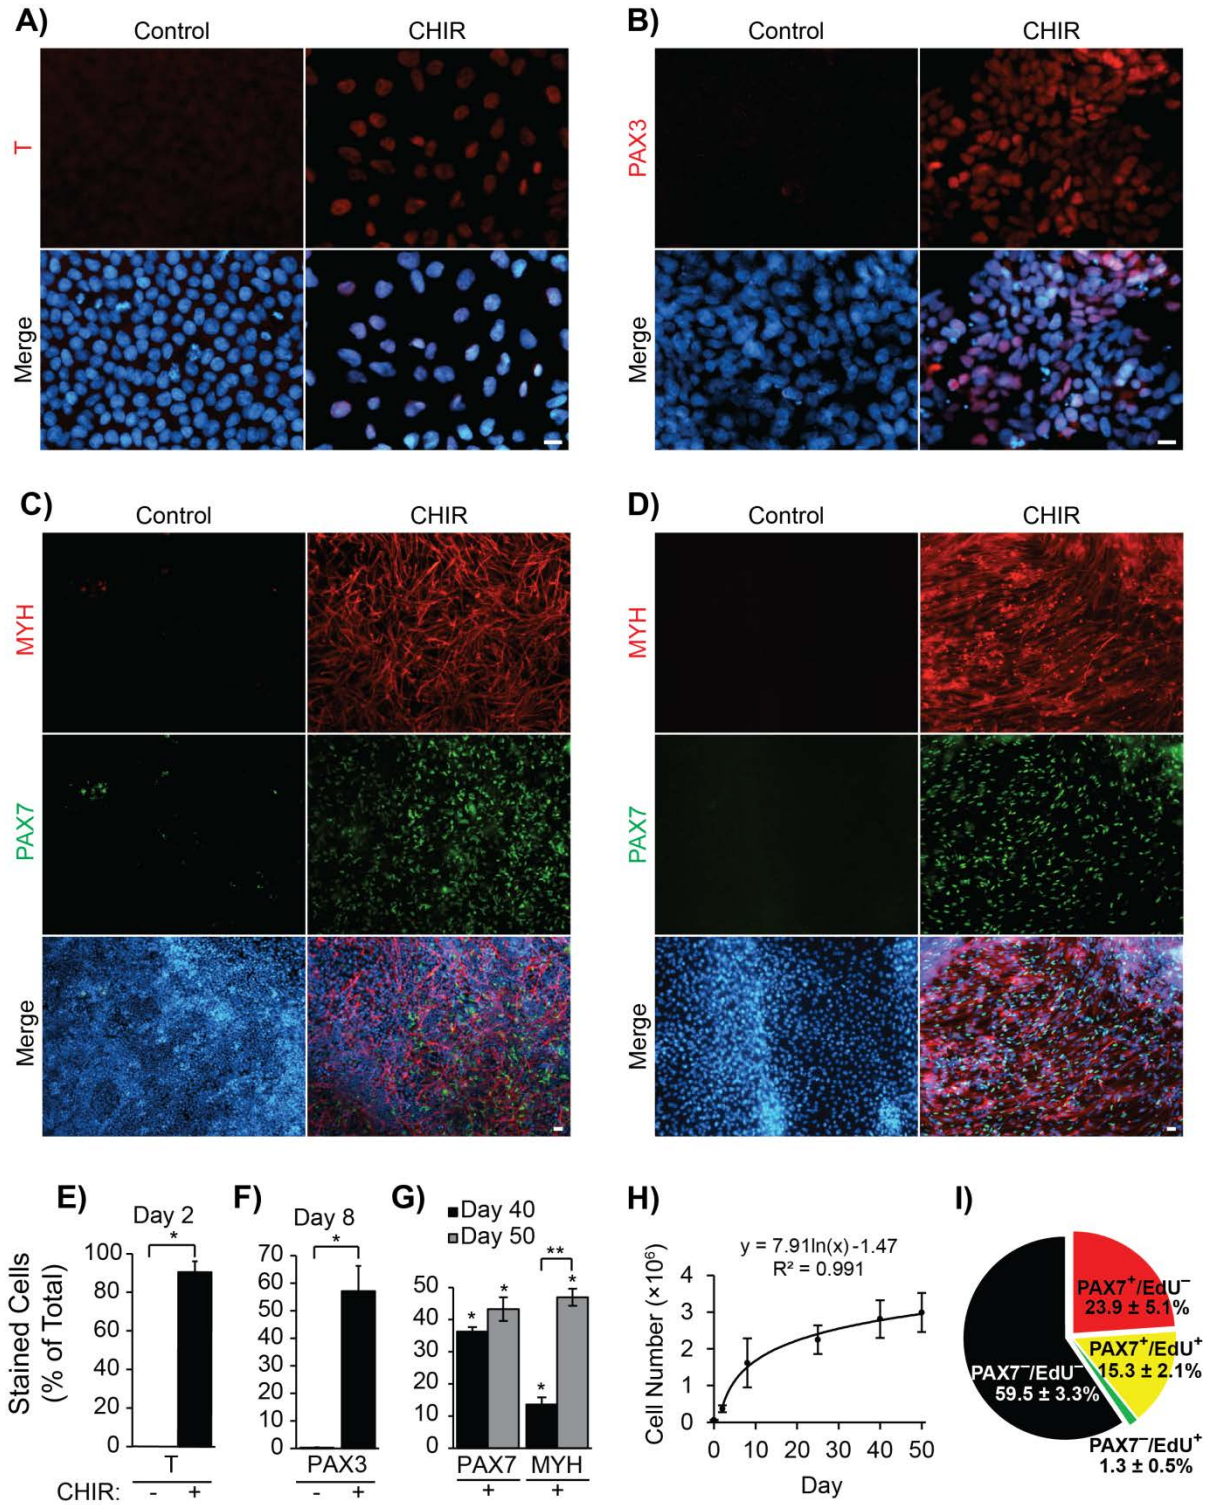 A)
Control
CHIR
T
Merge
B)
Control
CHIR
PAX3
Merge
C)
Control
CHIR
MYH
PAX7
Merge
D)
Control
CHIR
MYH
PAX7
Merge
Stained Cells
(% of Total)
E)
Day 2
*
100
80
60
40
20
0
T
CHIR: - +
F)
Day 8
*
70
60
50
40
30
20
10
0
PAX3
- +
G)
Day 40
Day 50
**
* * * *
50
40
30
20
10
0
PAX7 MYH
+ +
H)
y = 7.91ln(x) -1.47
R² = 0.991
Cell Number (×10⁶)
4
3
2
1
0
0 10 20 30 40 50
Day
I)
PAX7⁺/EdU⁻
23.9 ± 5.1%
PAX7⁺/EdU⁺
15.3 ± 2.1%
PAX7⁻/EdU⁻
59.5 ± 3.3%
PAX7⁻/EdU⁺
1.3 ± 0.5%